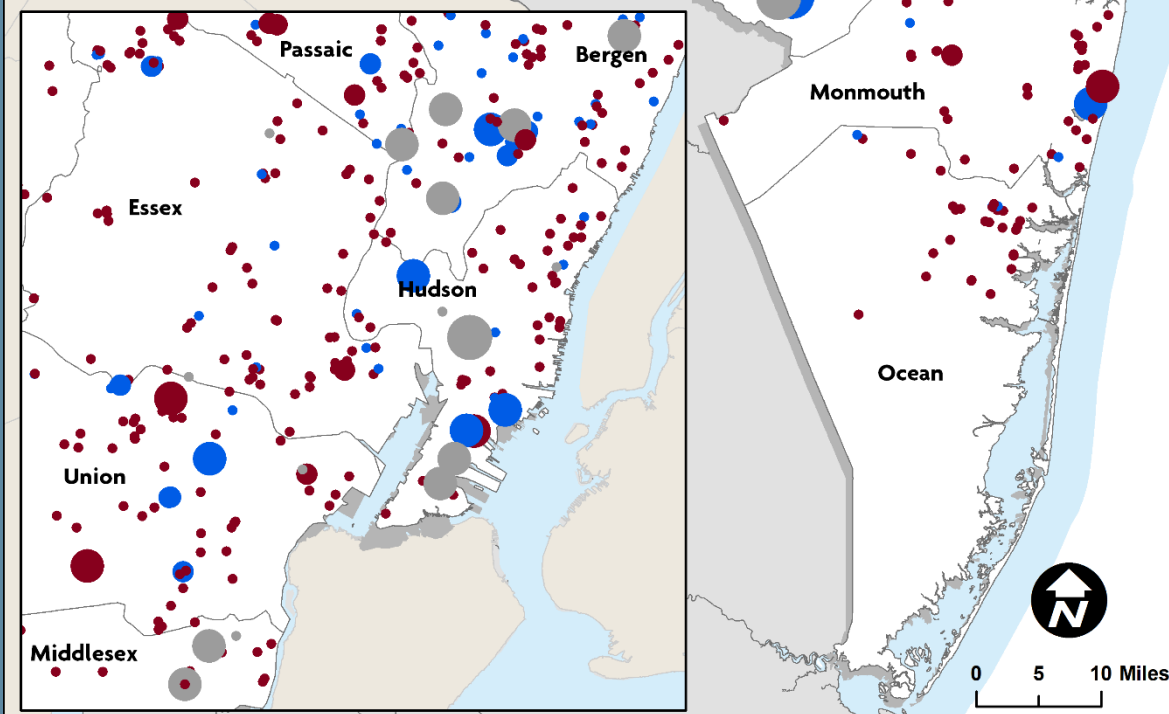 Passaic
Bergen
Monmouth
Essex
Hudson
Ocean
Union
Middlesex
N
0 5 10 Miles